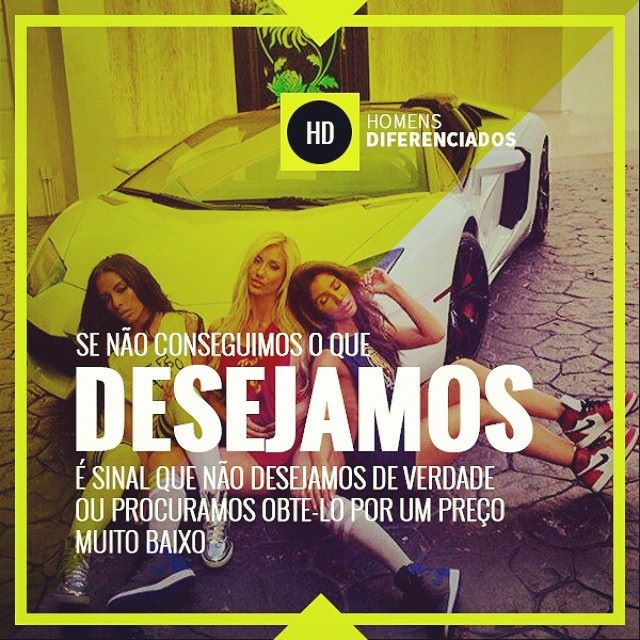 HD
HOMENS
DIFERENCIADOS
SE NÃO CONSEGUIMOS O QUE
DESEJAMOS
É SINAL QUE NÃO DESEJAMOS DE VERDADE
OU PROCURAMOS OBTE-LO POR UM PREÇO
MUITO BAIXO